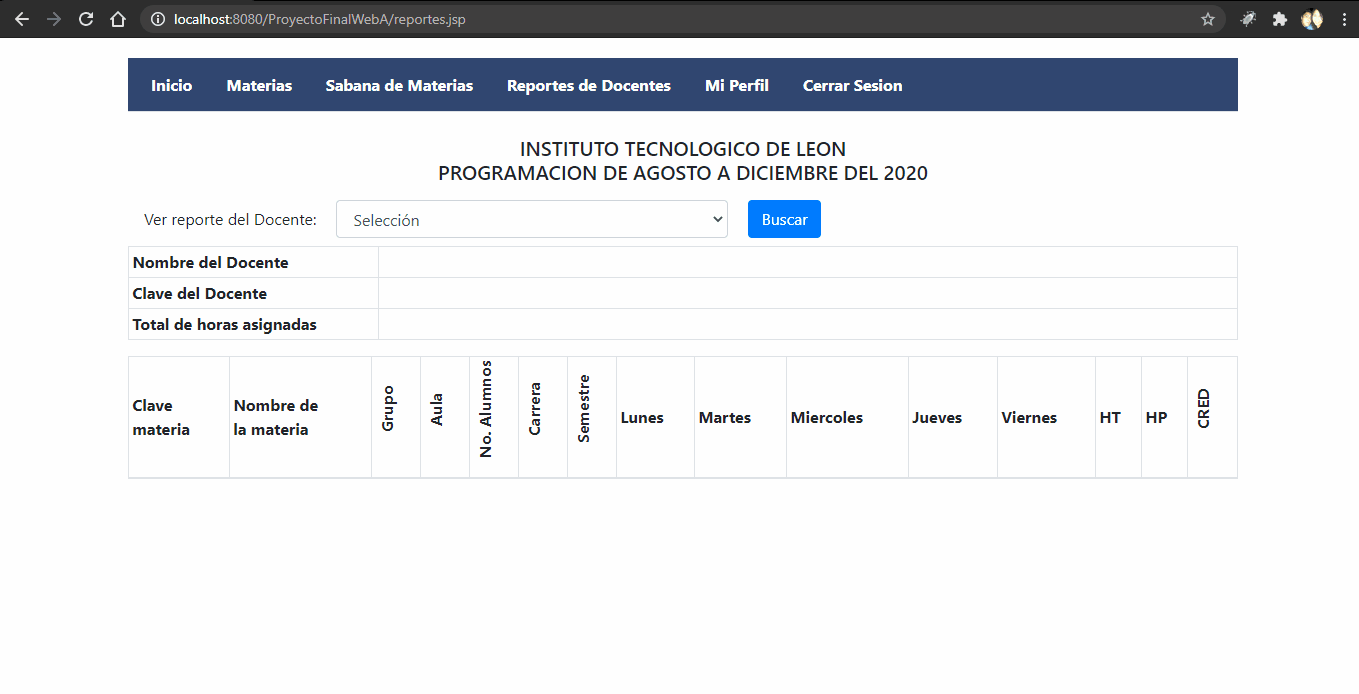 localhost:8080/ProyectoFinalWebA/reportes.jsp
Inicio Materias Sabana de Materias Reportes de Docentes Mi Perfil Cerrar Sesion
INSTITUTO TECNOLOGICO DE LEON
PROGRAMACION DE AGOSTO A DICIEMBRE DEL 2020
Ver reporte del Docente: Selección Buscar
Nombre del Docente
Clave del Docente
Total de horas asignadas
Clave
materia
Nombre de
la materia
Grupo
Aula
No. Alumnos
Carrera
Semestre
Lunes
Martes
Miercoles
Jueves
Viernes
HT
HP
CRED